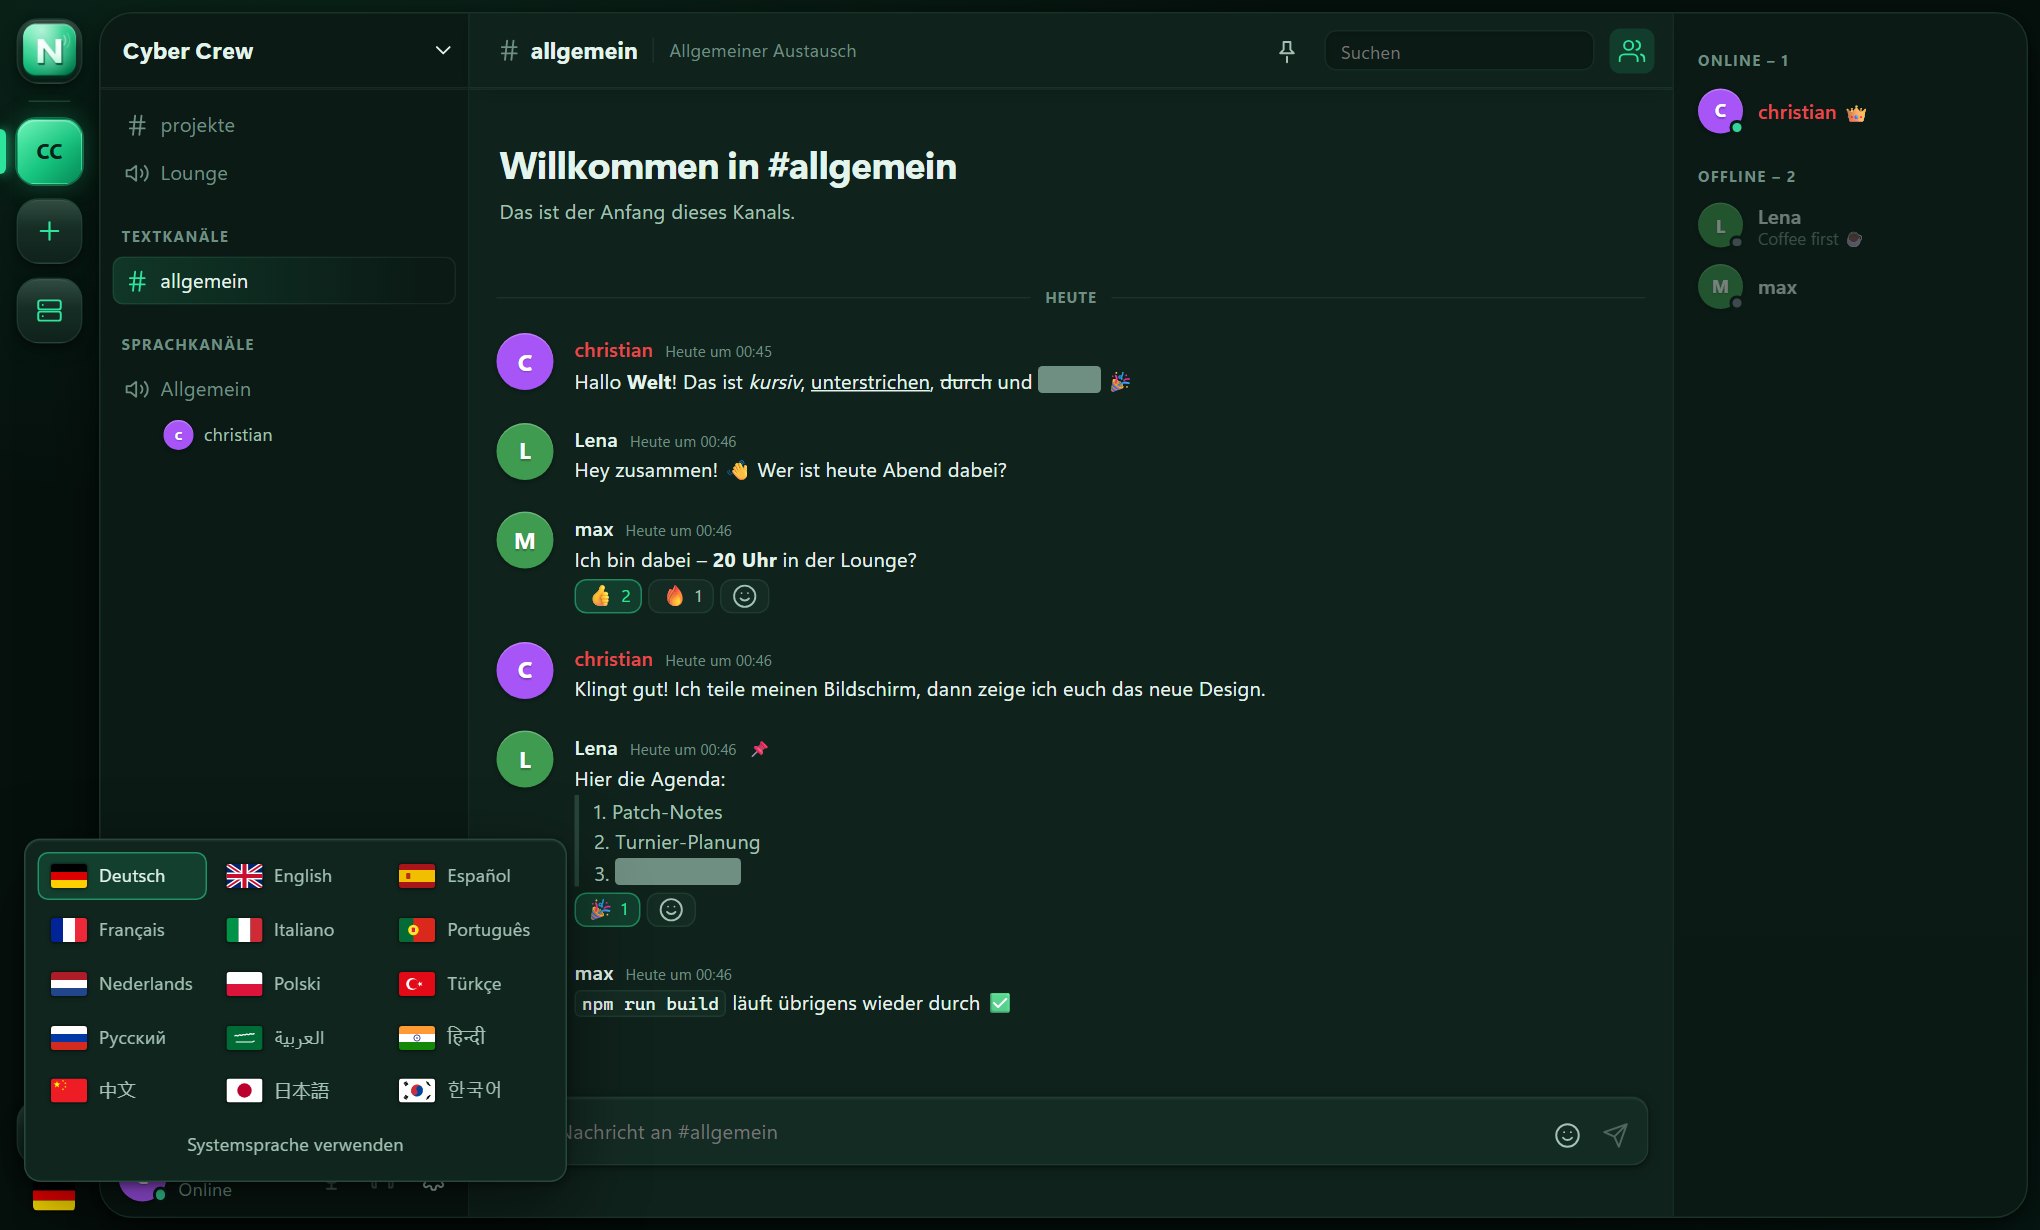 N
Cyber Crew
# allgemein
Allgemeiner Austausch
Suchen
CC
projekte
Lounge
TEXTKANÄLE
# allgemein
SPRACHKANÄLE
Allgemein
C
christian
Willkommen in #allgemein
Das ist der Anfang dieses Kanals.
HEUTE
C
christian Heute um 00:45
Hallo Welt! Das ist kursiv, unterstrichen, durch und 🎉
L
Lena Heute um 00:46
Hey zusammen! 👋 Wer ist heute Abend dabei?
M
max Heute um 00:46
Ich bin dabei – 20 Uhr in der Lounge?
👍 2 🔥 1
C
christian Heute um 00:46
Klingt gut! Ich teile meinen Bildschirm, dann zeige ich euch das neue Design.
L
Lena Heute um 00:46 📌
Hier die Agenda:
1. Patch-Notes
2. Turnier-Planung
3.
🎉 1
max Heute um 00:46
npm run build läuft übrigens wieder durch ✅
Nachricht an #allgemein
Deutsch
English
Español
Français
Italiano
Português
Nederlands
Polski
Türkçe
Русский
العربية
हिन्दी
中文
日本語
한국어
Systemsprache verwenden
Online
ONLINE – 1
C
christian 👑
OFFLINE – 2
L
Lena
Coffee first ☕
M
max